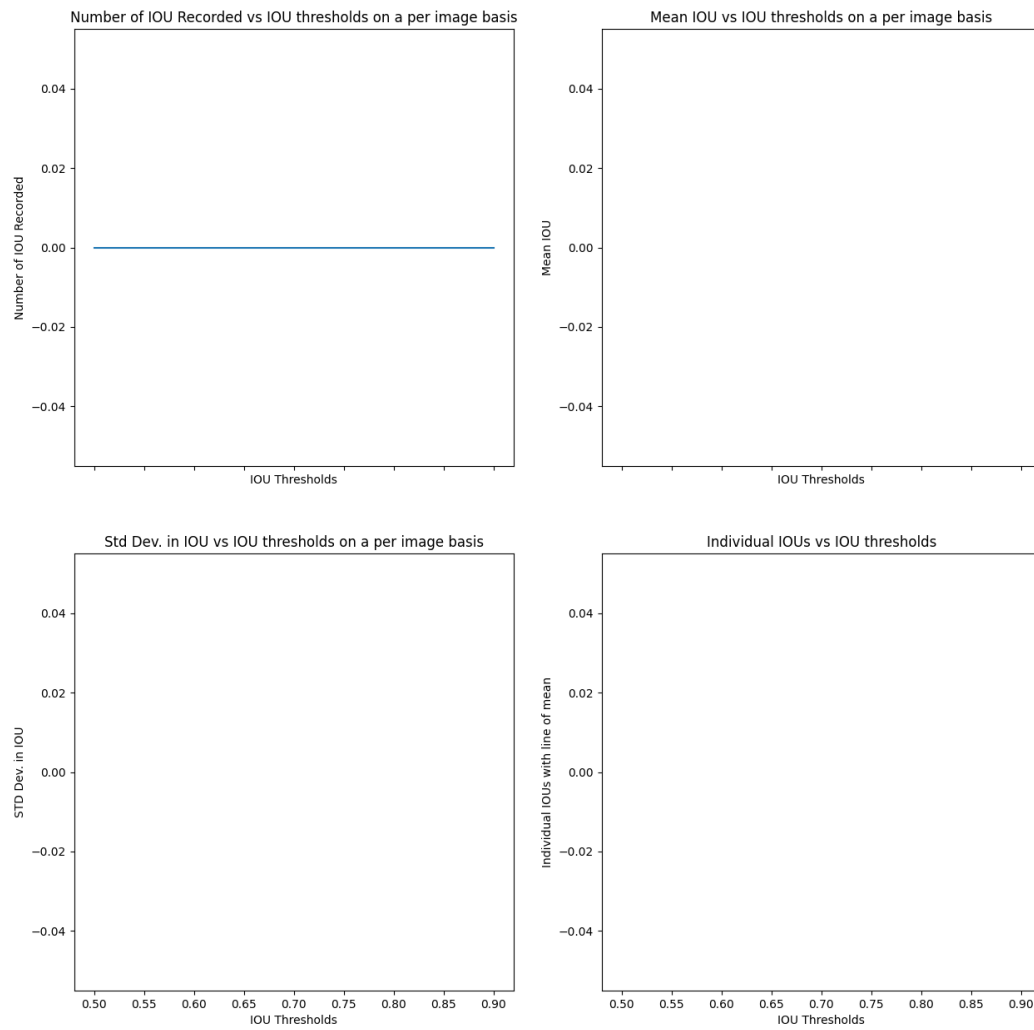 Number of IOU Recorded vs IOU thresholds on a per image basis
Mean IOU vs IOU thresholds on a per image basis
0.04
0.02
0.00
−0.02
−0.04
Number of IOU Recorded
IOU Thresholds
0.04
0.02
0.00
−0.02
−0.04
Mean IOU
IOU Thresholds
Std Dev. in IOU vs IOU thresholds on a per image basis
Individual IOUs vs IOU thresholds
0.04
0.02
0.00
−0.02
−0.04
STD Dev. in IOU
0.50 0.55 0.60 0.65 0.70 0.75 0.80 0.85 0.90
IOU Thresholds
0.04
0.02
0.00
−0.02
−0.04
Individual IOUs with line of mean
0.50 0.55 0.60 0.65 0.70 0.75 0.80 0.85 0.90
IOU Thresholds